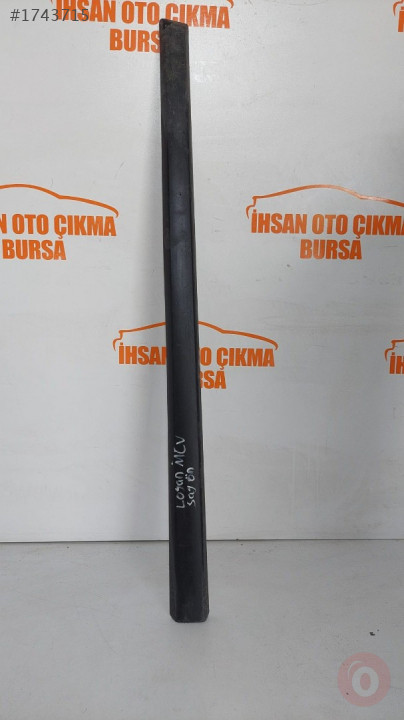 #1743715
İHSAN OTO ÇIKMA
BURSA
İHSAN OTO ÇIKMA
BURSA
İHSAN OTO ÇIKMA
BURSA
İHSAN OTO ÇIKMA
Logan MCV
sağ ön